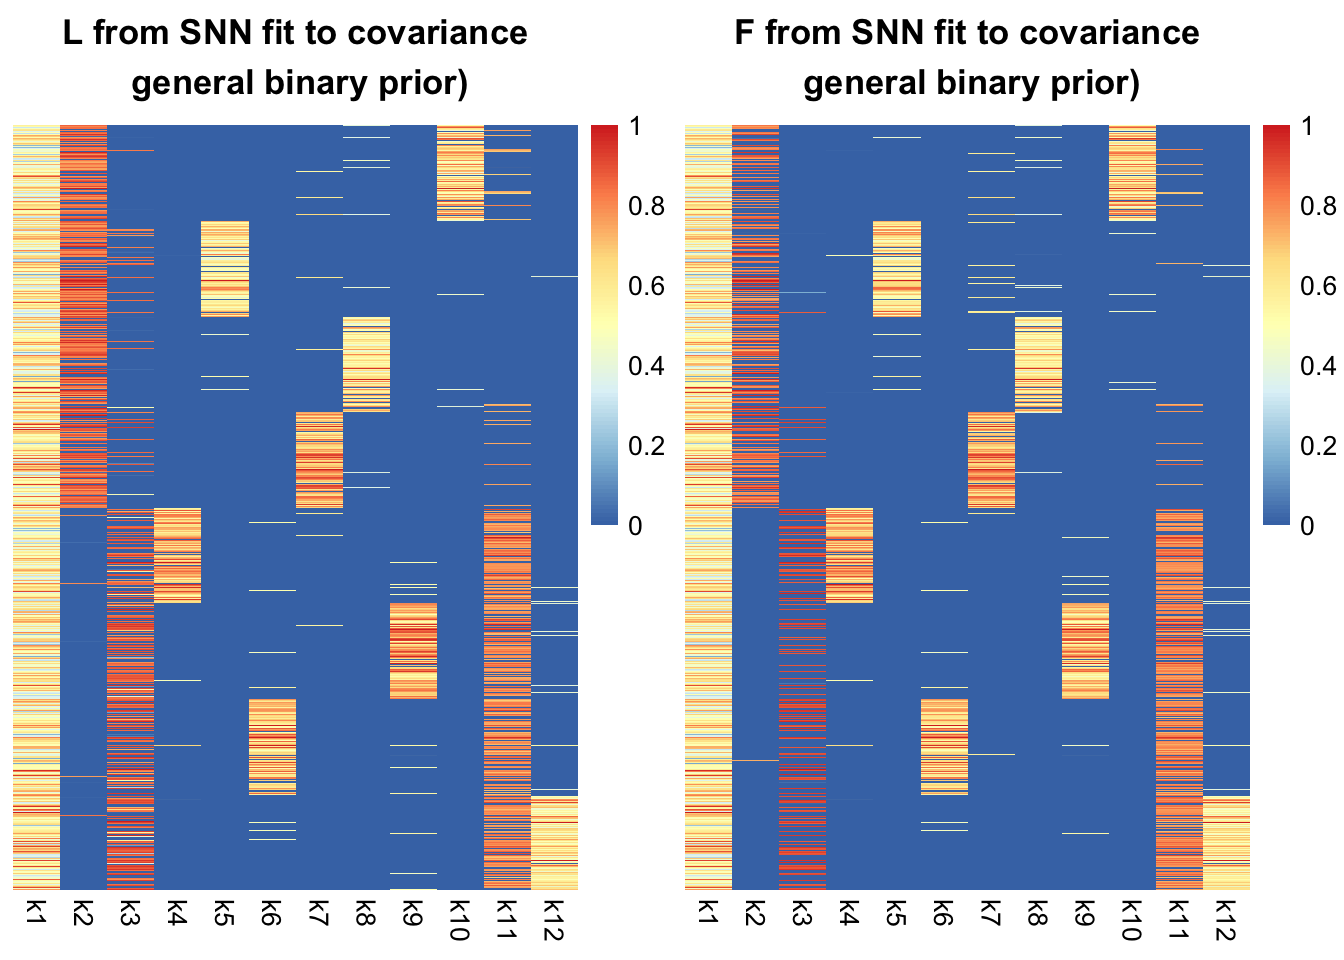 L from SNN fit to covariance
general binary prior)
1
0.8
0.6
0.4
0.2
0
k1
k2
k3
k4
k5
k6
k7
k8
k9
k10
k11
k12
F from SNN fit to covariance
general binary prior)
1
0.8
0.6
0.4
0.2
0
k1
k2
k3
k4
k5
k6
k7
k8
k9
k10
k11
k12